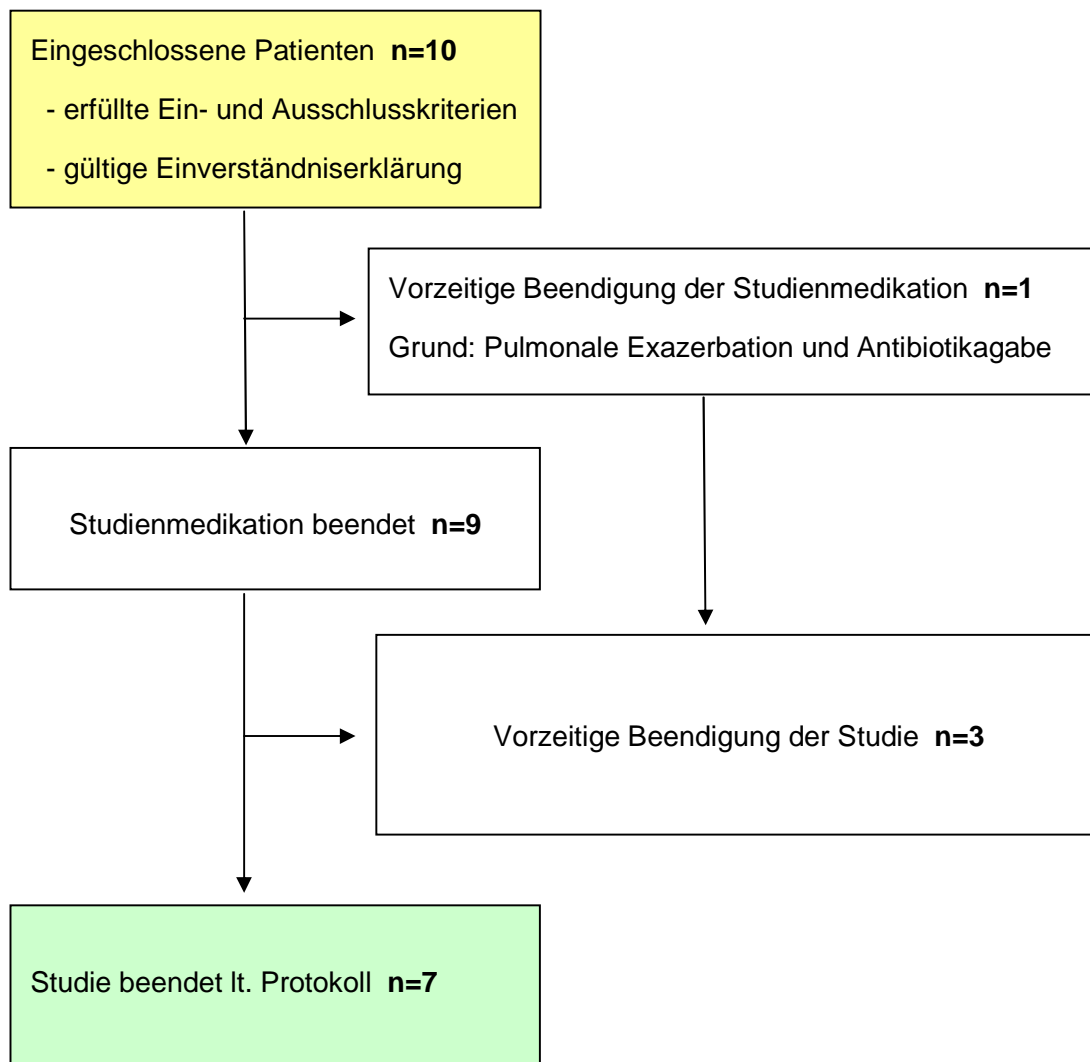 Eingeschlossene Patienten n=10
- erfüllte Ein- und Ausschlusskriterien
- gültige Einverständniserklärung
Vorzeitige Beendigung der Studienmedikation n=1
Grund: Pulmonale Exazerbation und Antibiotikagabe
Studienmedikation beendet n=9
Vorzeitige Beendigung der Studie n=3
Studie beendet lt. Protokoll n=7